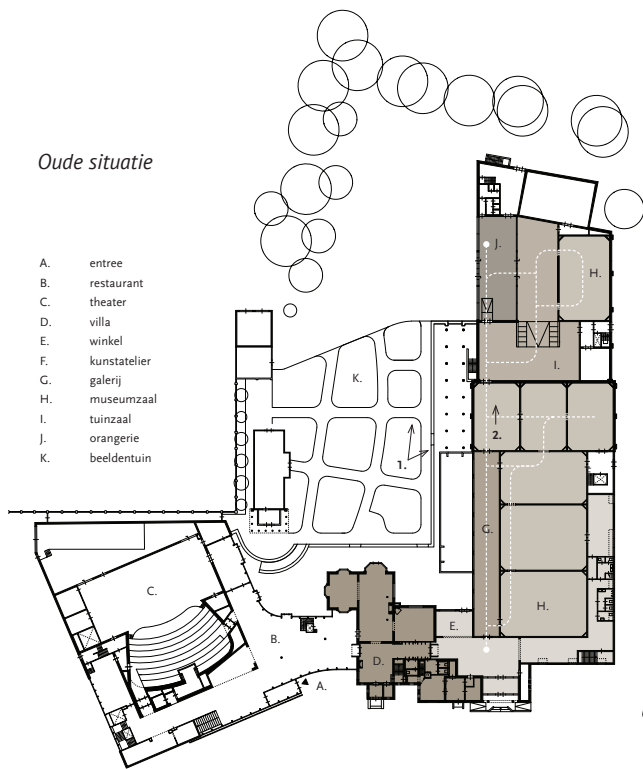 Oude situatie
A. entree
B. restaurant
C. theater
D. villa
E. winkel
F. kunstatelier
G. galerij
H. museumzaal
I. tuinzaal
J. orangerie
K. beeldentuin
J.
H.
K.
I.
2.
1.
G.
C.
H.
E.
B.
D.
A.